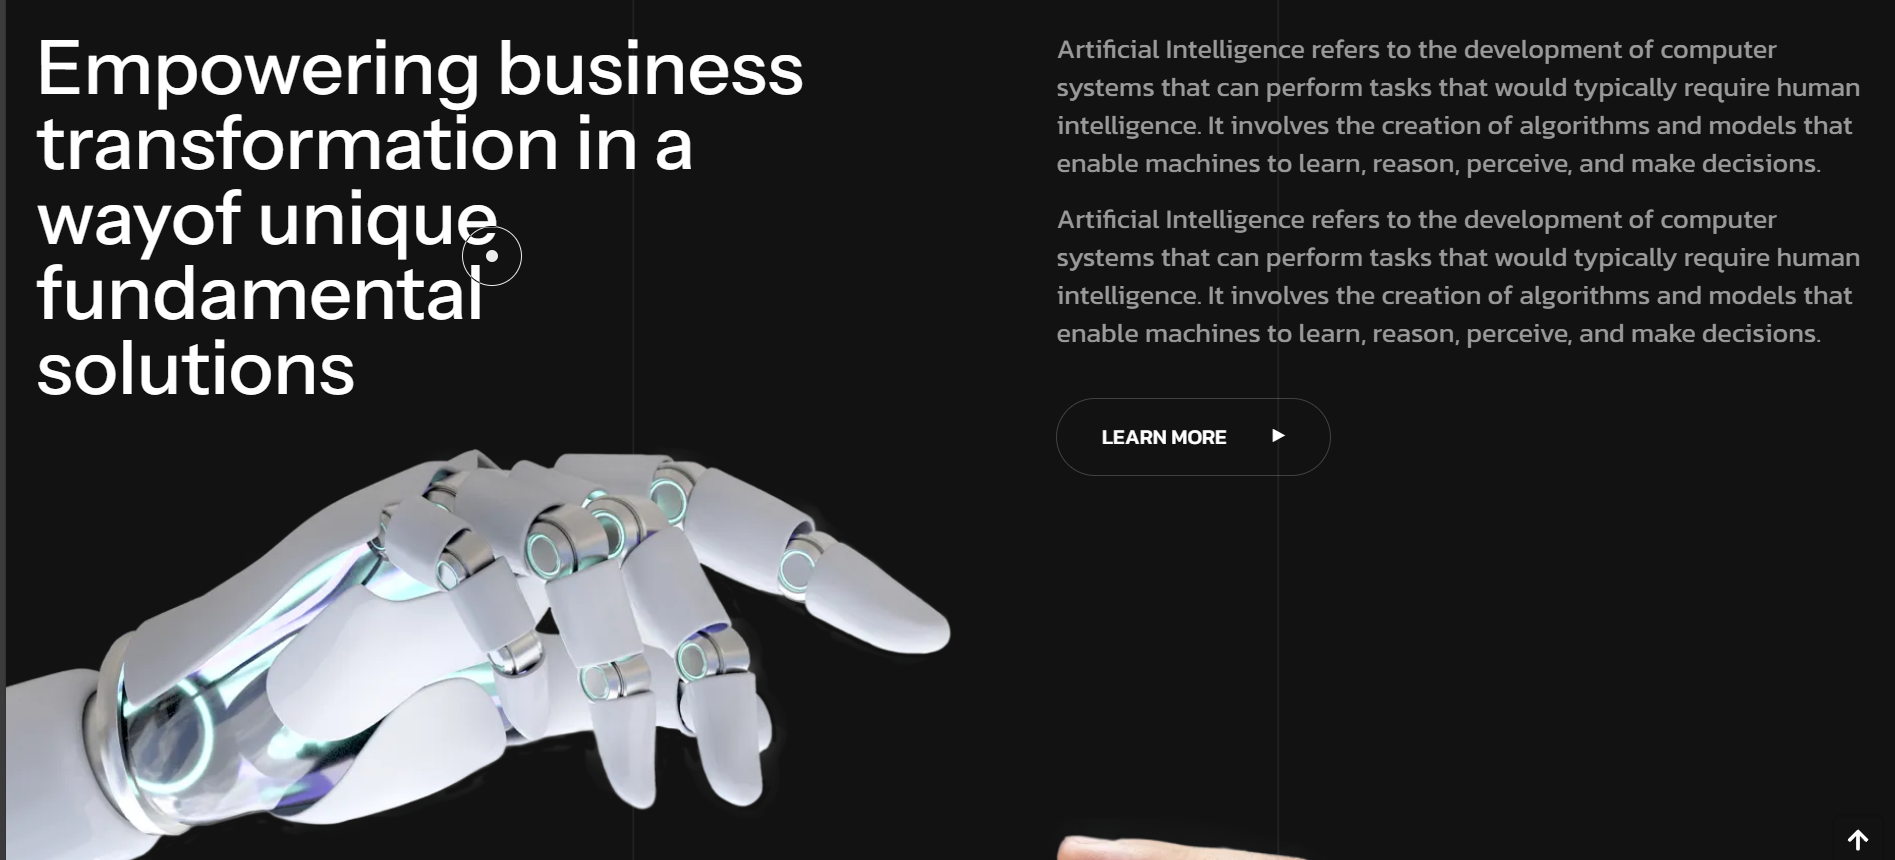 Empowering business
transformation in a
wayof unique
fundamental
solutions
Artificial Intelligence refers to the development of computer
systems that can perform tasks that would typically require human
intelligence. It involves the creation of algorithms and models that
enable machines to learn, reason, perceive, and make decisions.
Artificial Intelligence refers to the development of computer
systems that can perform tasks that would typically require human
intelligence. It involves the creation of algorithms and models that
enable machines to learn, reason, perceive, and make decisions.
LEARN MORE